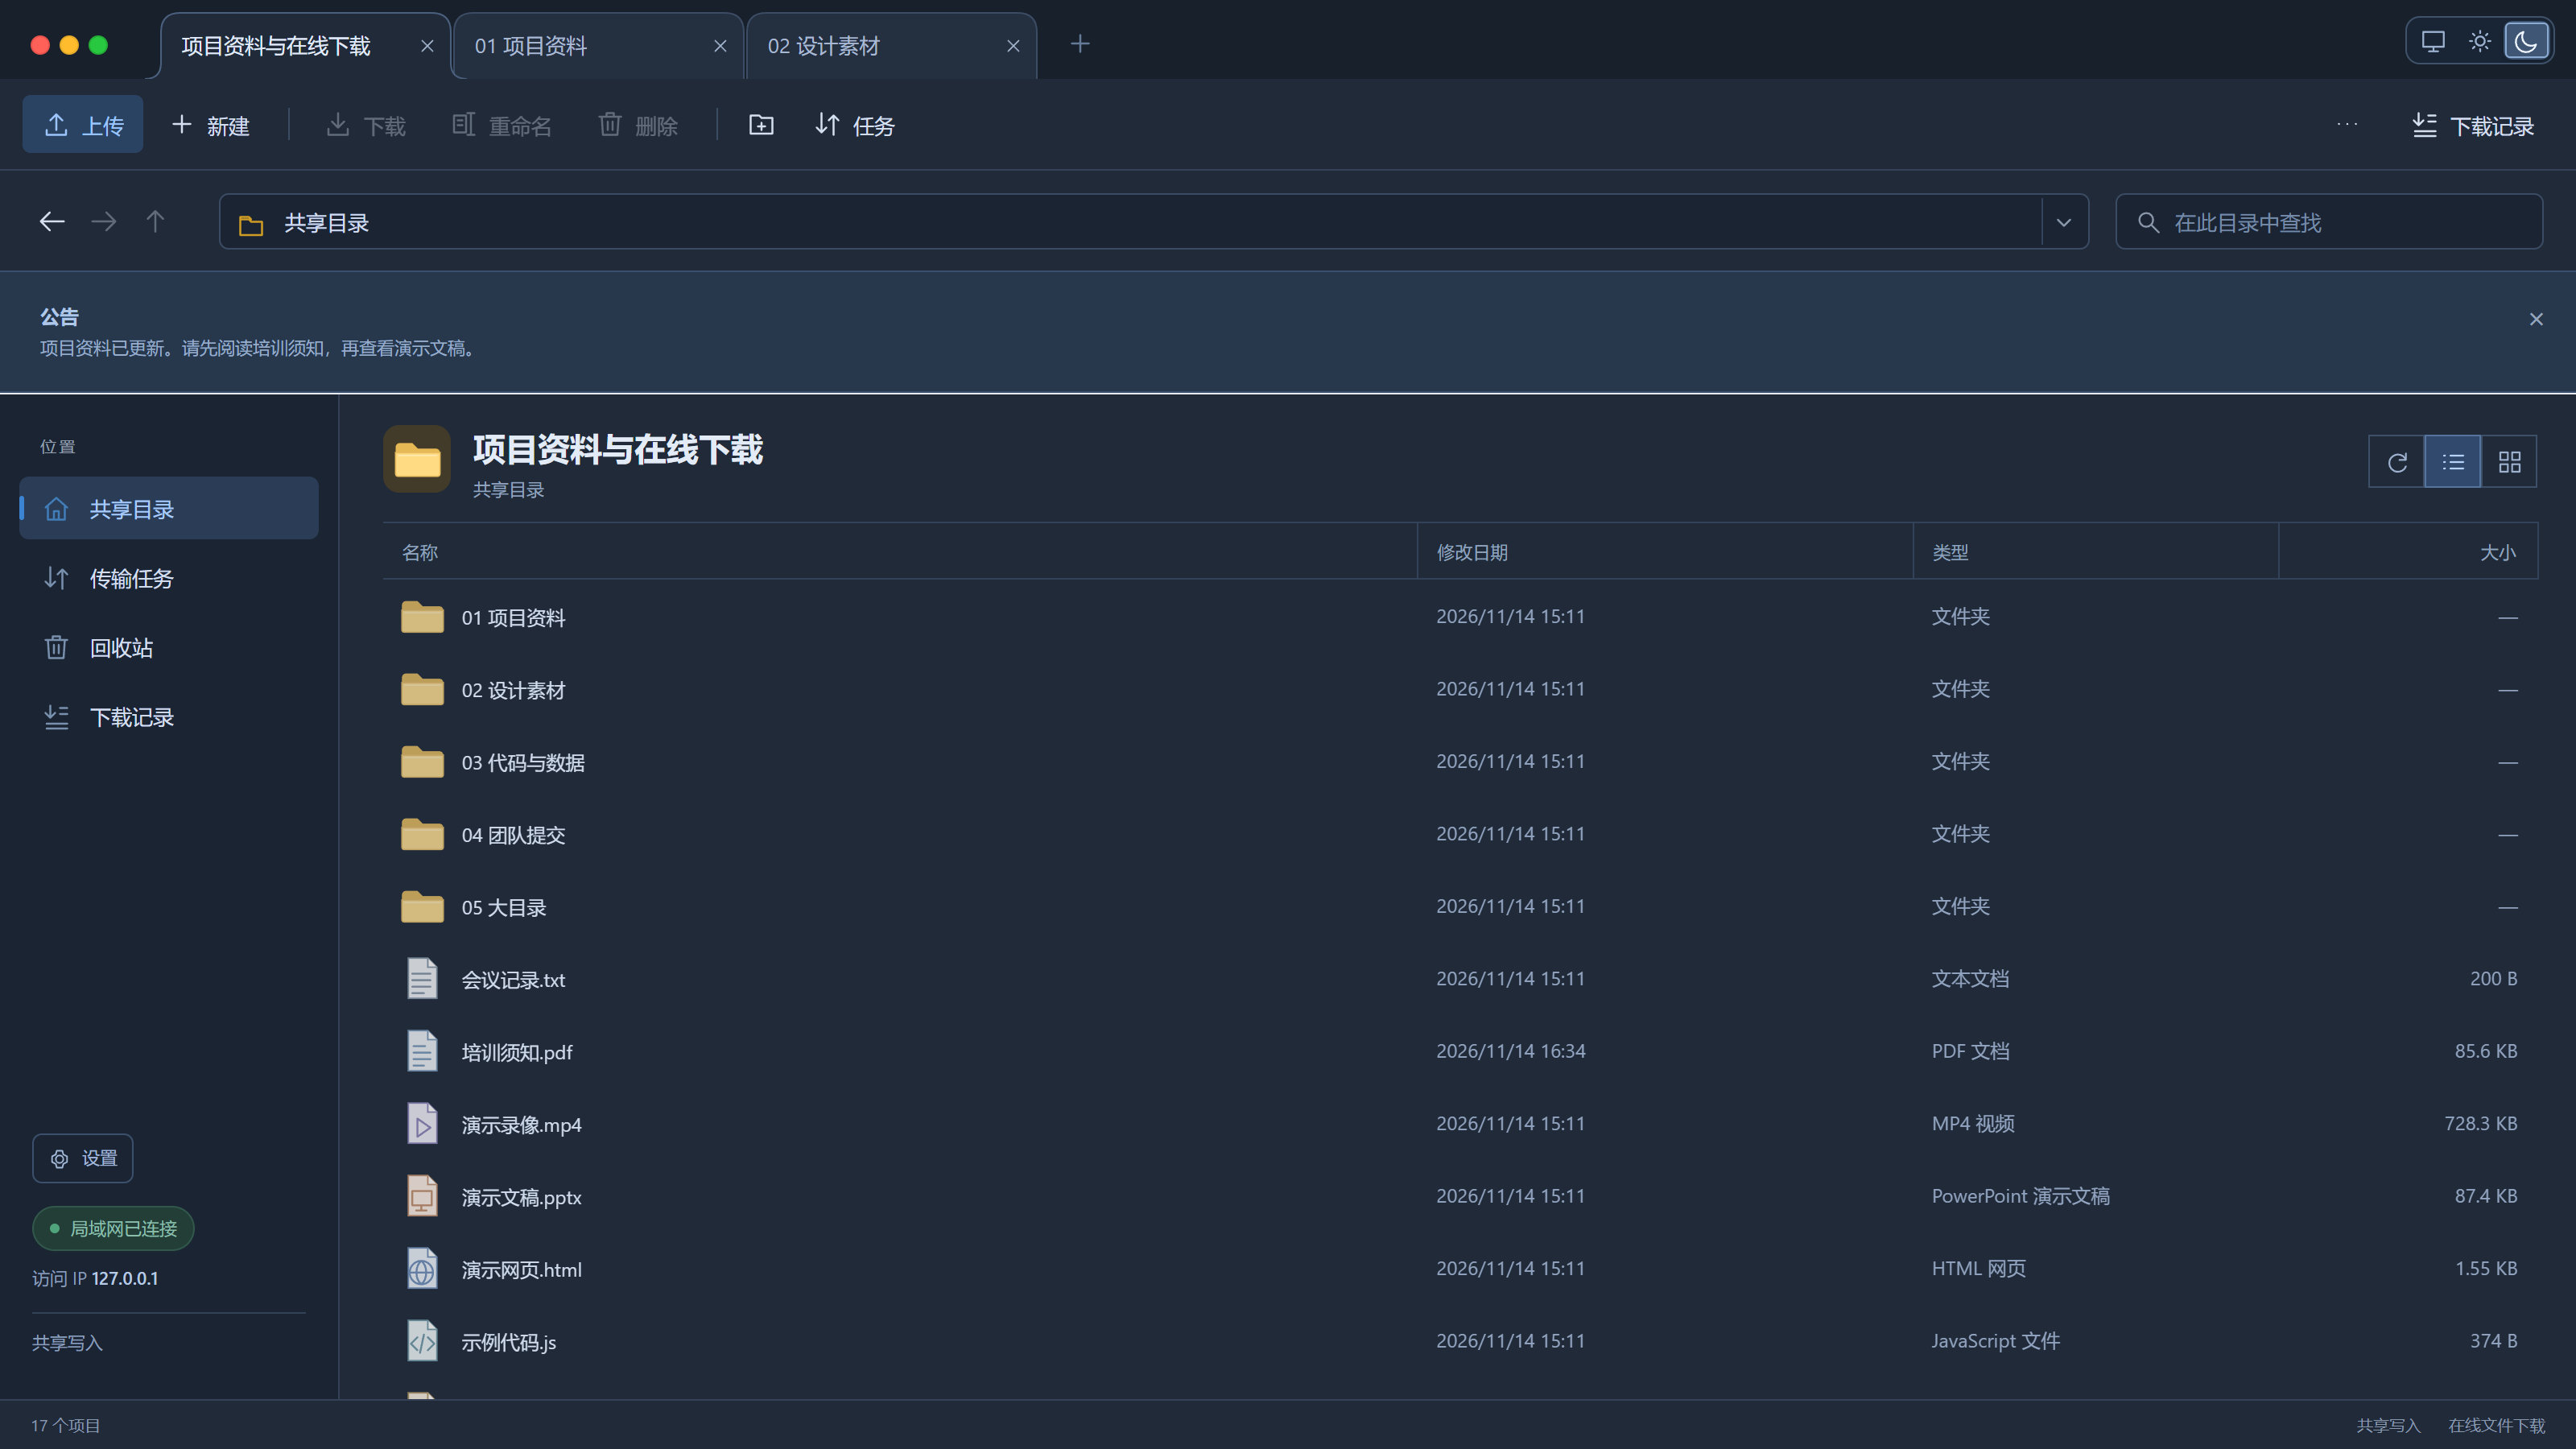 项目资料与在线下载
01 项目资料
02 设计素材
上传
新建
下载
重命名
删除
任务
下载记录
共享目录
在此目录中查找
公告
项目资料已更新。请先阅读培训须知，再查看演示文稿。
位置
共享目录
传输任务
回收站
下载记录
设置
局域网已连接
访问 IP 127.0.0.1
共享写入
项目资料与在线下载
共享目录
名称 修改日期 类型 大小
01 项目资料 2026/11/14 15:11 文件夹 —
02 设计素材 2026/11/14 15:11 文件夹 —
03 代码与数据 2026/11/14 15:11 文件夹 —
04 团队提交 2026/11/14 15:11 文件夹 —
05 大目录 2026/11/14 15:11 文件夹 —
会议记录.txt 2026/11/14 15:11 文本文档 200 B
培训须知.pdf 2026/11/14 16:34 PDF 文档 85.6 KB
演示录像.mp4 2026/11/14 15:11 MP4 视频 728.3 KB
演示文稿.pptx 2026/11/14 15:11 PowerPoint 演示文稿 87.4 KB
演示网页.html 2026/11/14 15:11 HTML 网页 1.55 KB
示例代码.js 2026/11/14 15:11 JavaScript 文件 374 B
17 个项目
共享写入
在线文件下载